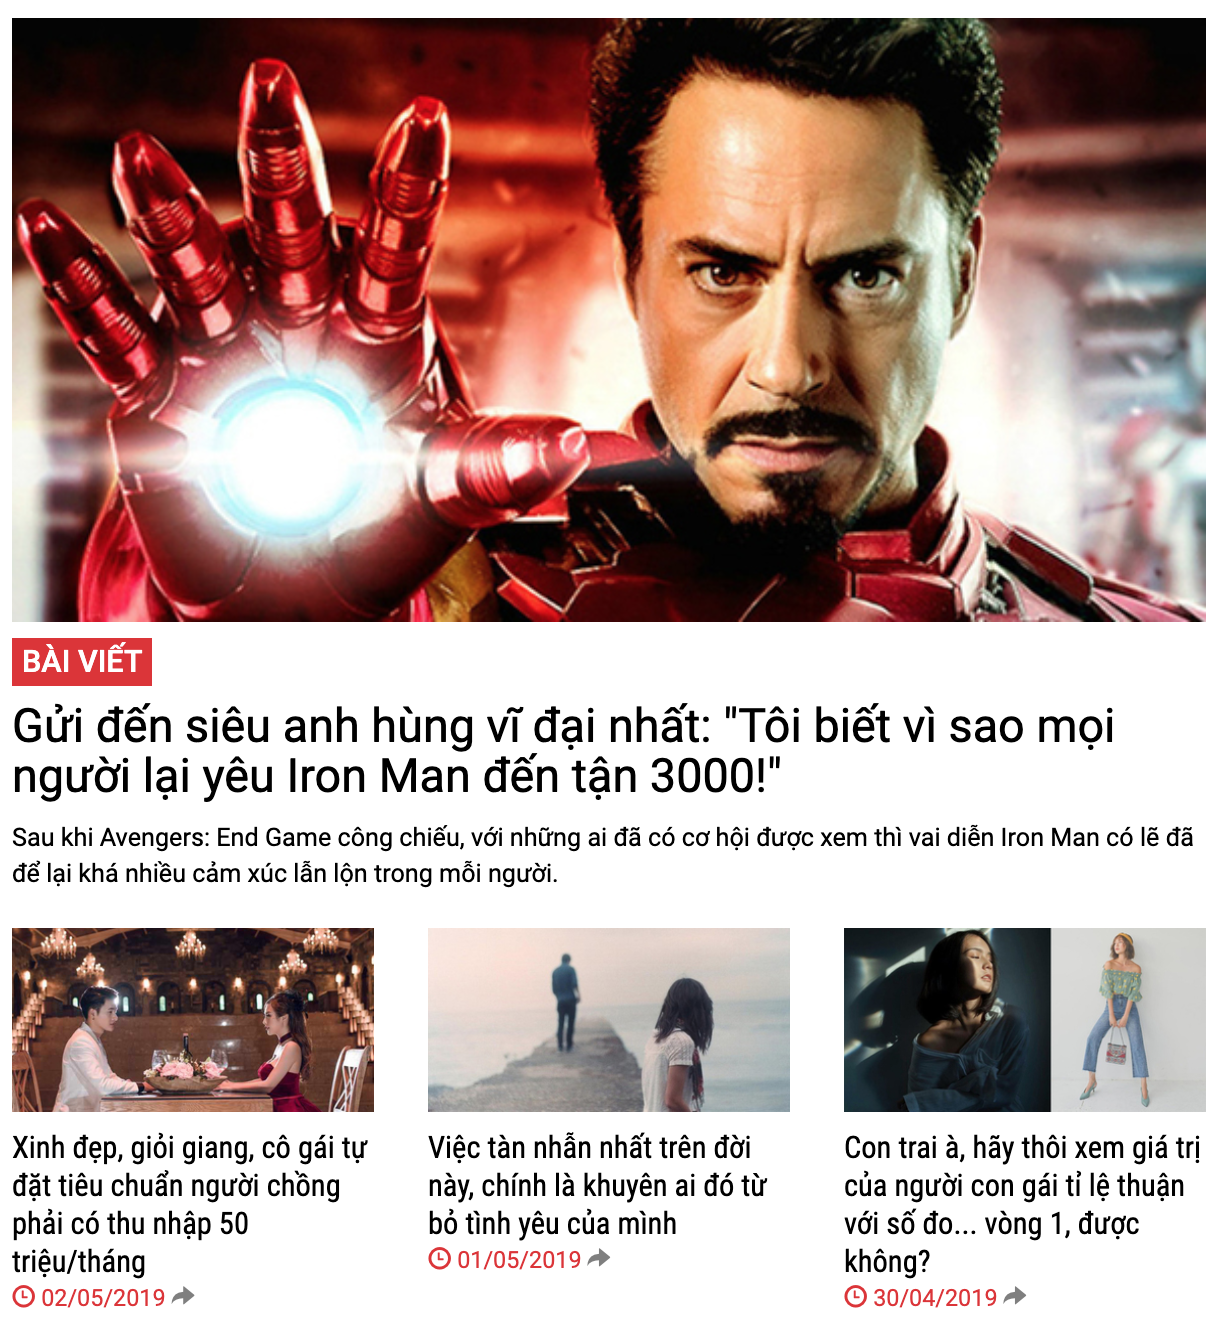 BÀI VIẾT
Gửi đến siêu anh hùng vĩ đại nhất: "Tôi biết vì sao mọi
người lại yêu Iron Man đến tận 3000!"
Sau khi Avengers: End Game công chiếu, với những ai đã có cơ hội được xem thì vai diễn Iron Man có lẽ đã
để lại khá nhiều cảm xúc lẫn lộn trong mỗi người.
Xinh đẹp, giỏi giang, cô gái tự
đặt tiêu chuẩn người chồng
phải có thu nhập 50
triệu/tháng
02/05/2019
Việc tàn nhẫn nhất trên đời
này, chính là khuyên ai đó từ
bỏ tình yêu của mình
01/05/2019
Con trai à, hãy thôi xem giá trị
của người con gái tỉ lệ thuận
với số đo... vòng 1, được
không?
30/04/2019